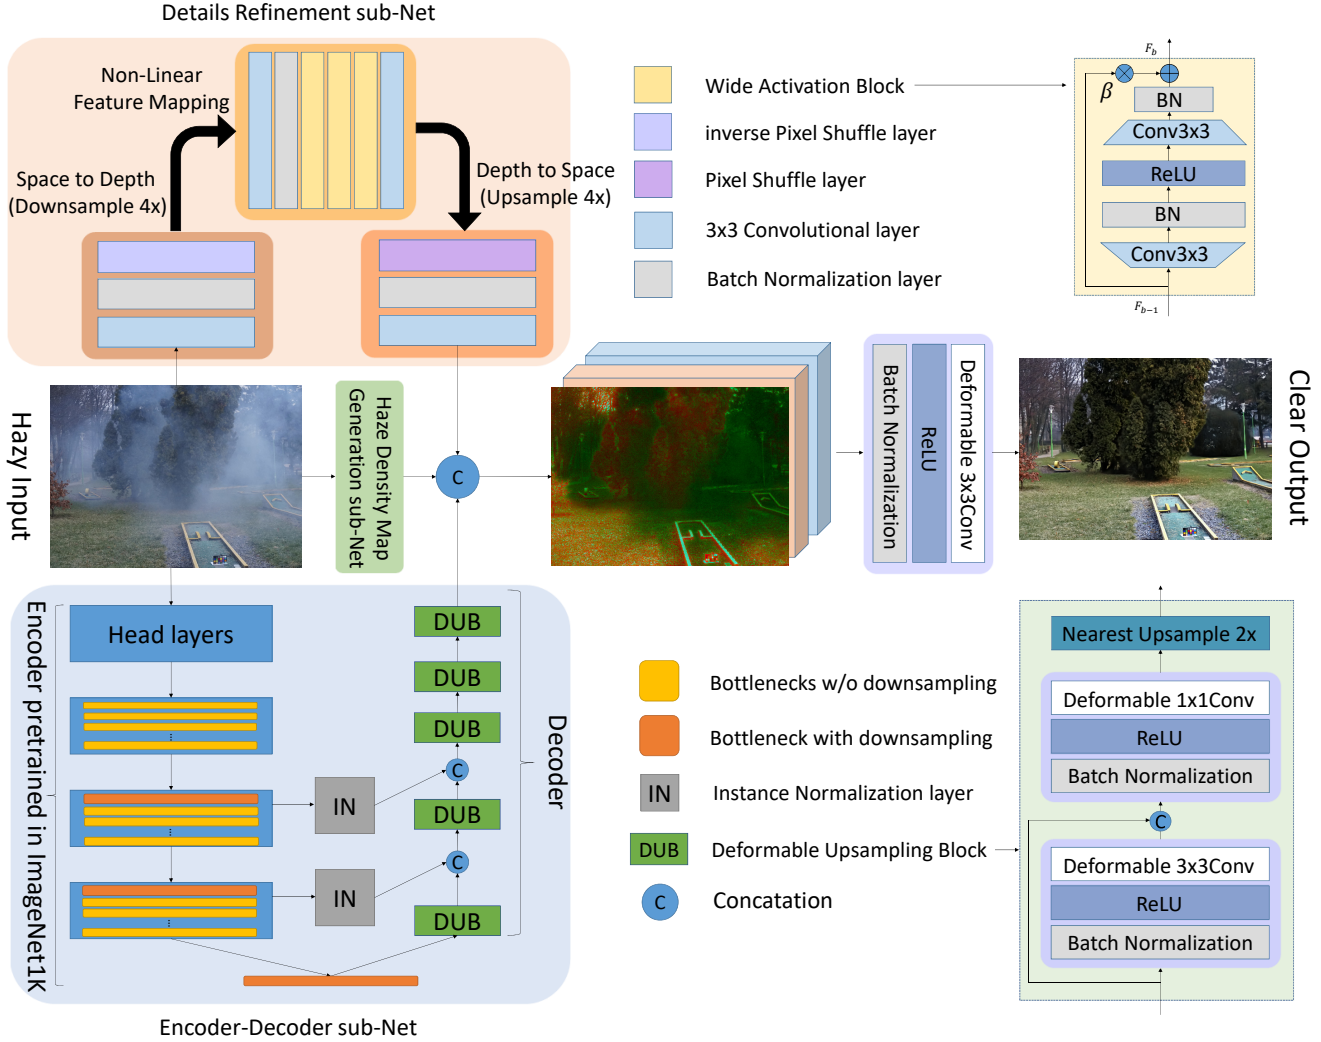 Details Refinement sub-Net
Non-Linear
Feature Mapping
Space to Depth
(Downsample 4x)
Depth to Space
(Upsample 4x)
Wide Activation Block
inverse Pixel Shuffle layer
Pixel Shuffle layer
3x3 Convolutional layer
Batch Normalization layer
F_b
β
BN
Conv3x3
ReLU
BN
Conv3x3
F_{b-1}
Hazy Input
Haze Density Map
Generation sub-Net
C
Batch Normalization
ReLU
Deformable 3x3Conv
Clear Output
Encoder pretrained in ImageNet1K
Head layers
IN
IN
DUB
DUB
DUB
C
DUB
C
DUB
Decoder
Encoder-Decoder sub-Net
Bottlenecks w/o downsampling
Bottleneck with downsampling
IN
Instance Normalization layer
DUB
Deformable Upsampling Block
C
Concatation
Nearest Upsample 2x
Deformable 1x1Conv
ReLU
Batch Normalization
C
Deformable 3x3Conv
ReLU
Batch Normalization